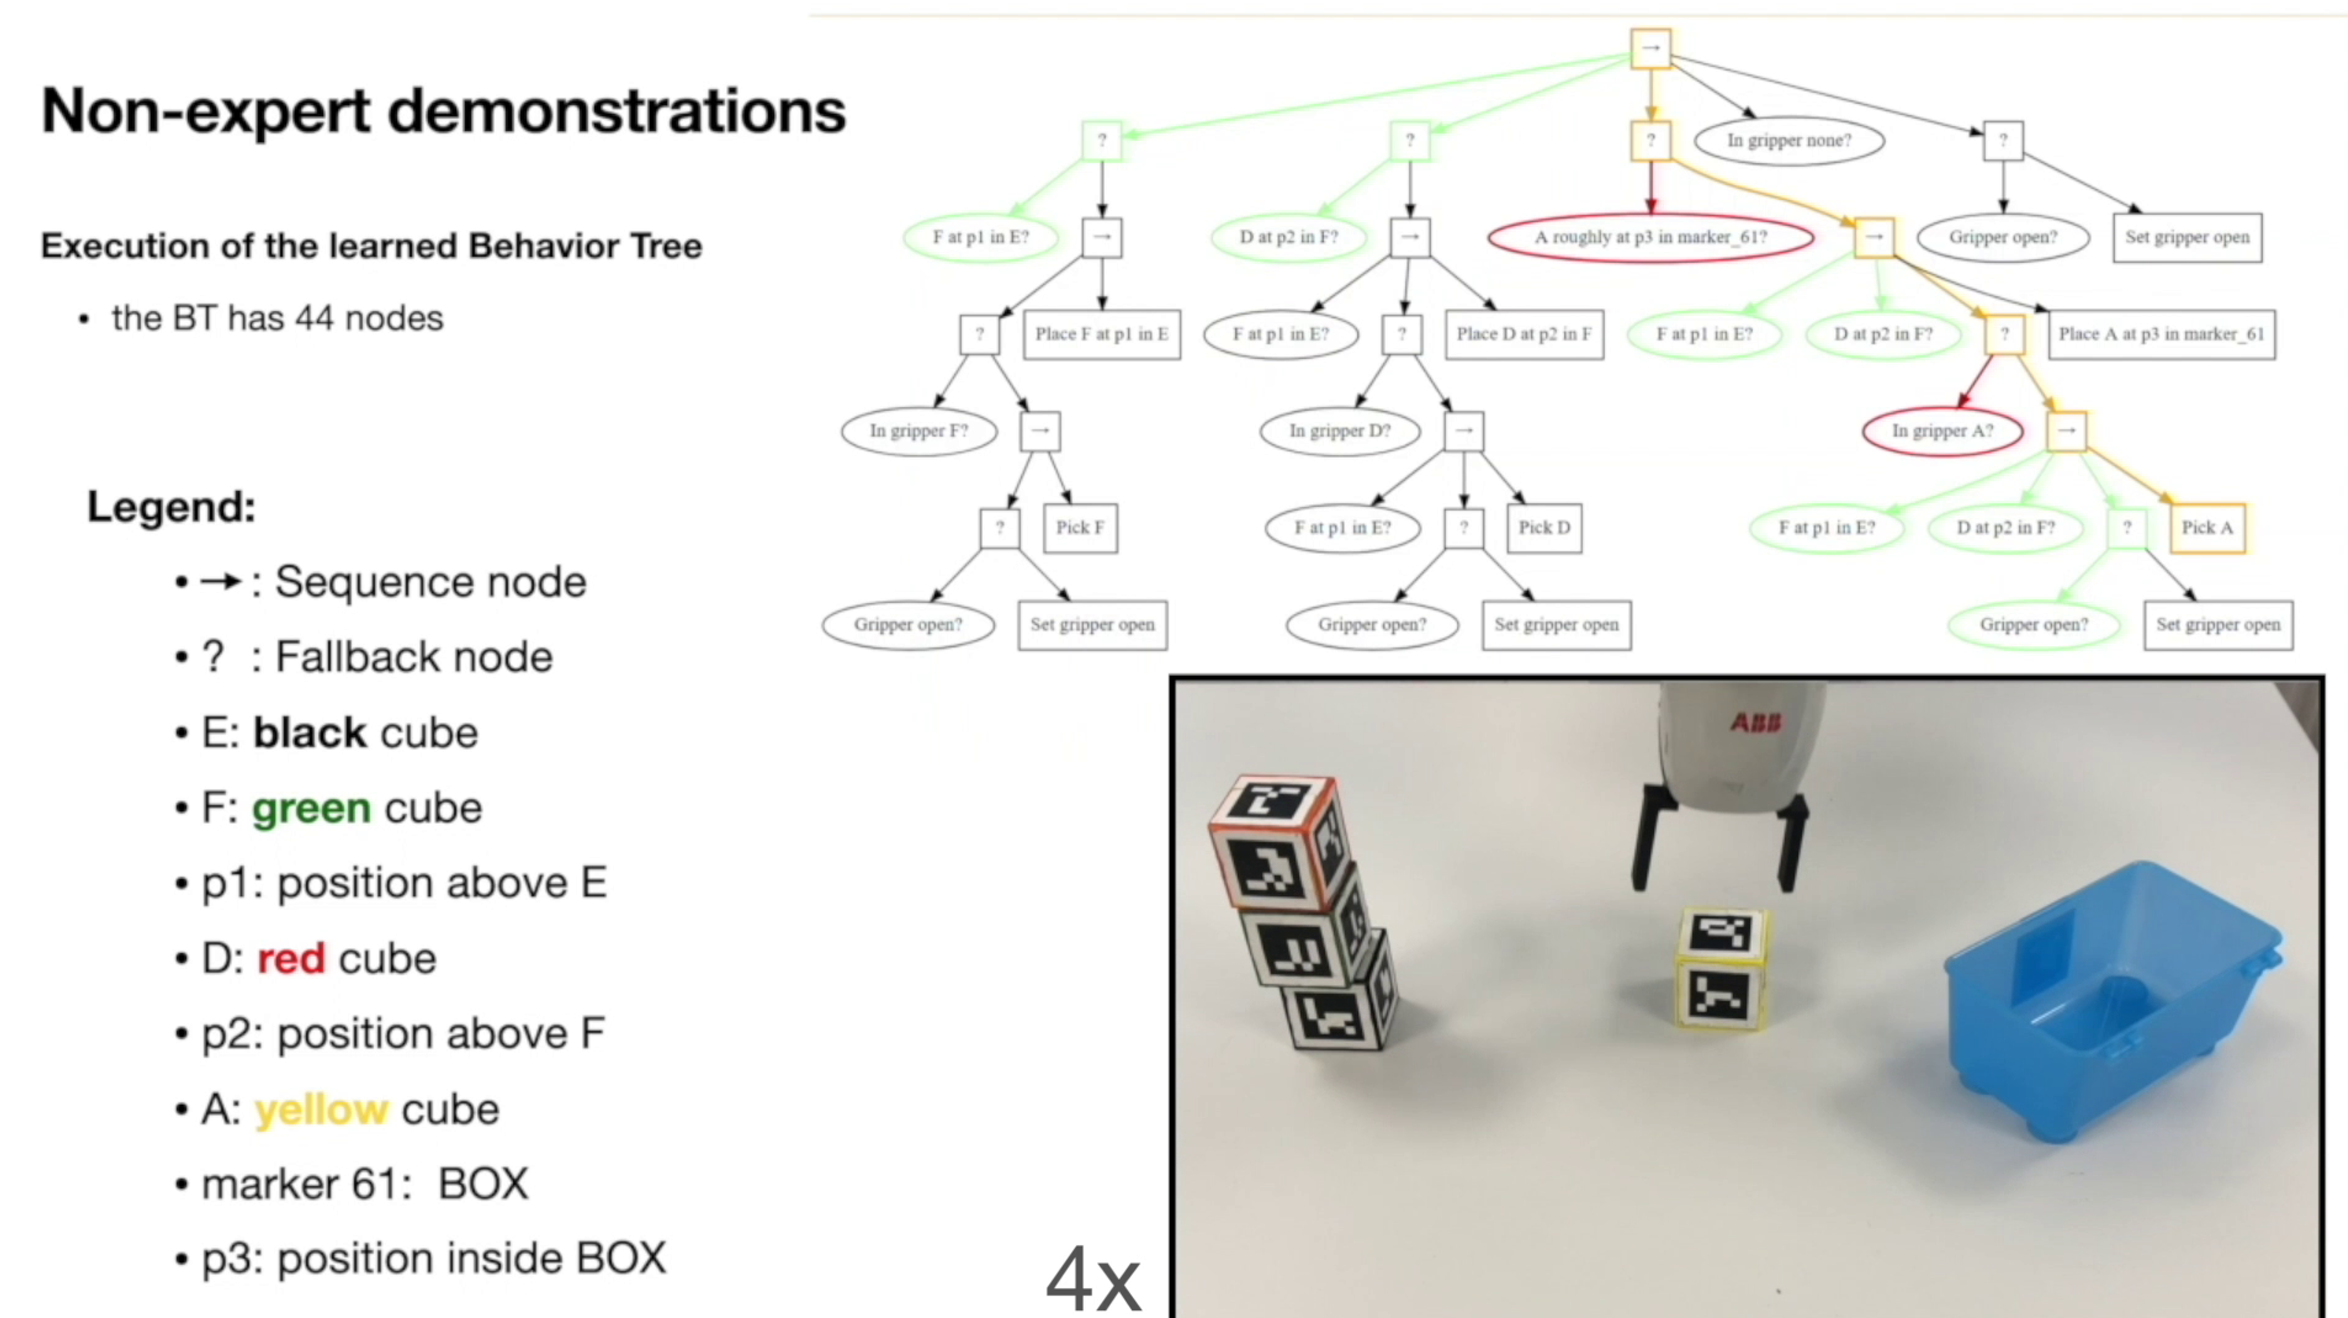 Non-expert demonstrations
Execution of the learned Behavior Tree
• the BT has 44 nodes
Legend:
• → : Sequence node
• ? : Fallback node
• E: black cube
• F: green cube
• p1: position above E
• D: red cube
• p2: position above F
• A: yellow cube
• marker 61: BOX
• p3: position inside BOX
→
? ? ? In gripper none? ?
F at p1 in E? → D at p2 in F? → A roughly at p3 in marker_61? → Gripper open? Set gripper open
? Place F at p1 in E F at p1 in E? ? Place D at p2 in F F at p1 in E? D at p2 in F? ? Place A at p3 in marker_61
In gripper F? → In gripper D? → In gripper A? →
? Pick F F at p1 in E? ? Pick D F at p1 in E? D at p2 in F? ? Pick A
Gripper open? Set gripper open Gripper open? Set gripper open Gripper open? Set gripper open
ABB
4x